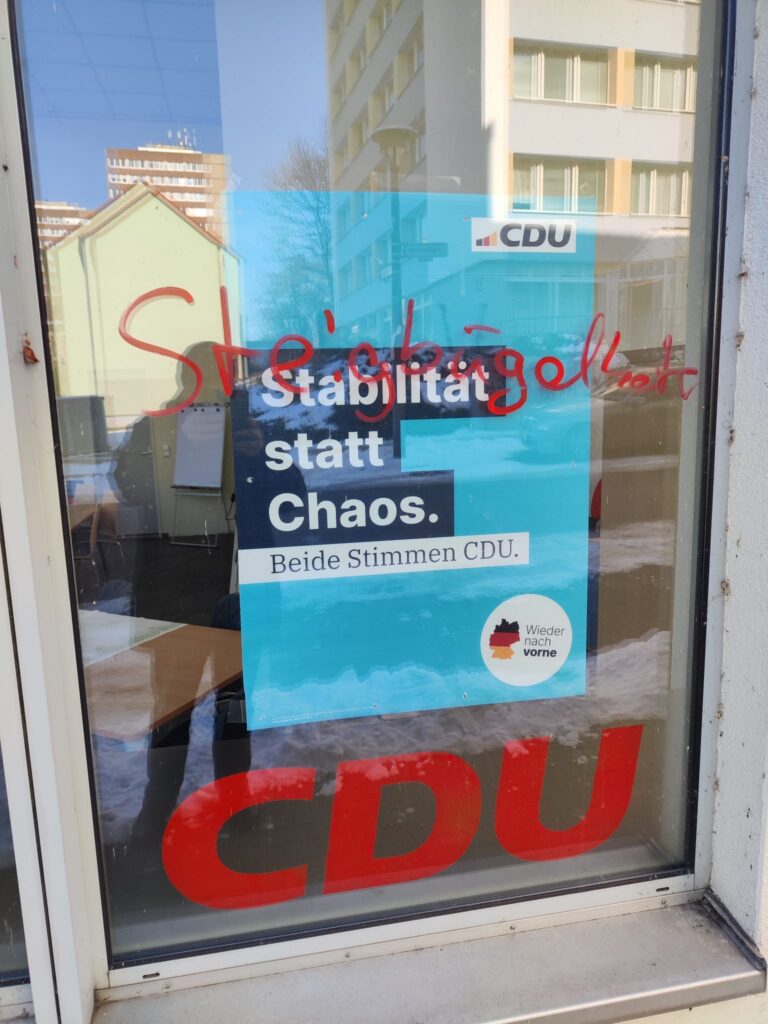 CDU
Steigbügelhalter
Stabilität
statt
Chaos.
Beide Stimmen CDU.
Wieder
nach
vorne
CDU